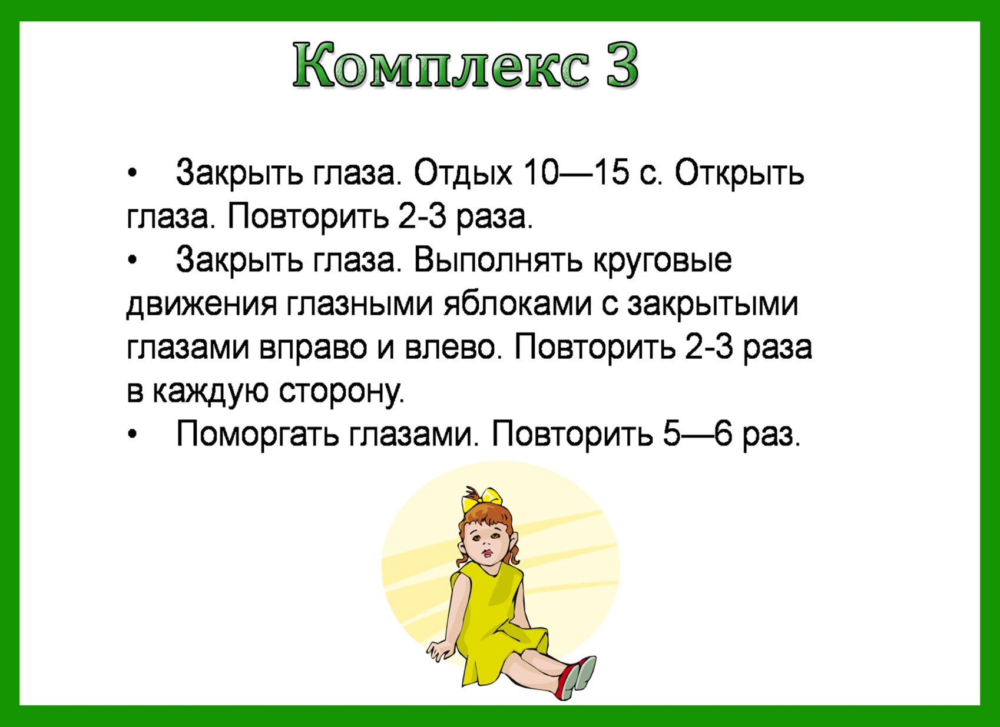 Комплекс 3
• Закрыть глаза. Отдых 10—15 с. Открыть
глаза. Повторить 2-3 раза.
• Закрыть глаза. Выполнять круговые
движения глазными яблоками с закрытыми
глазами вправо и влево. Повторить 2-3 раза
в каждую сторону.
• Поморгать глазами. Повторить 5—6 раз.